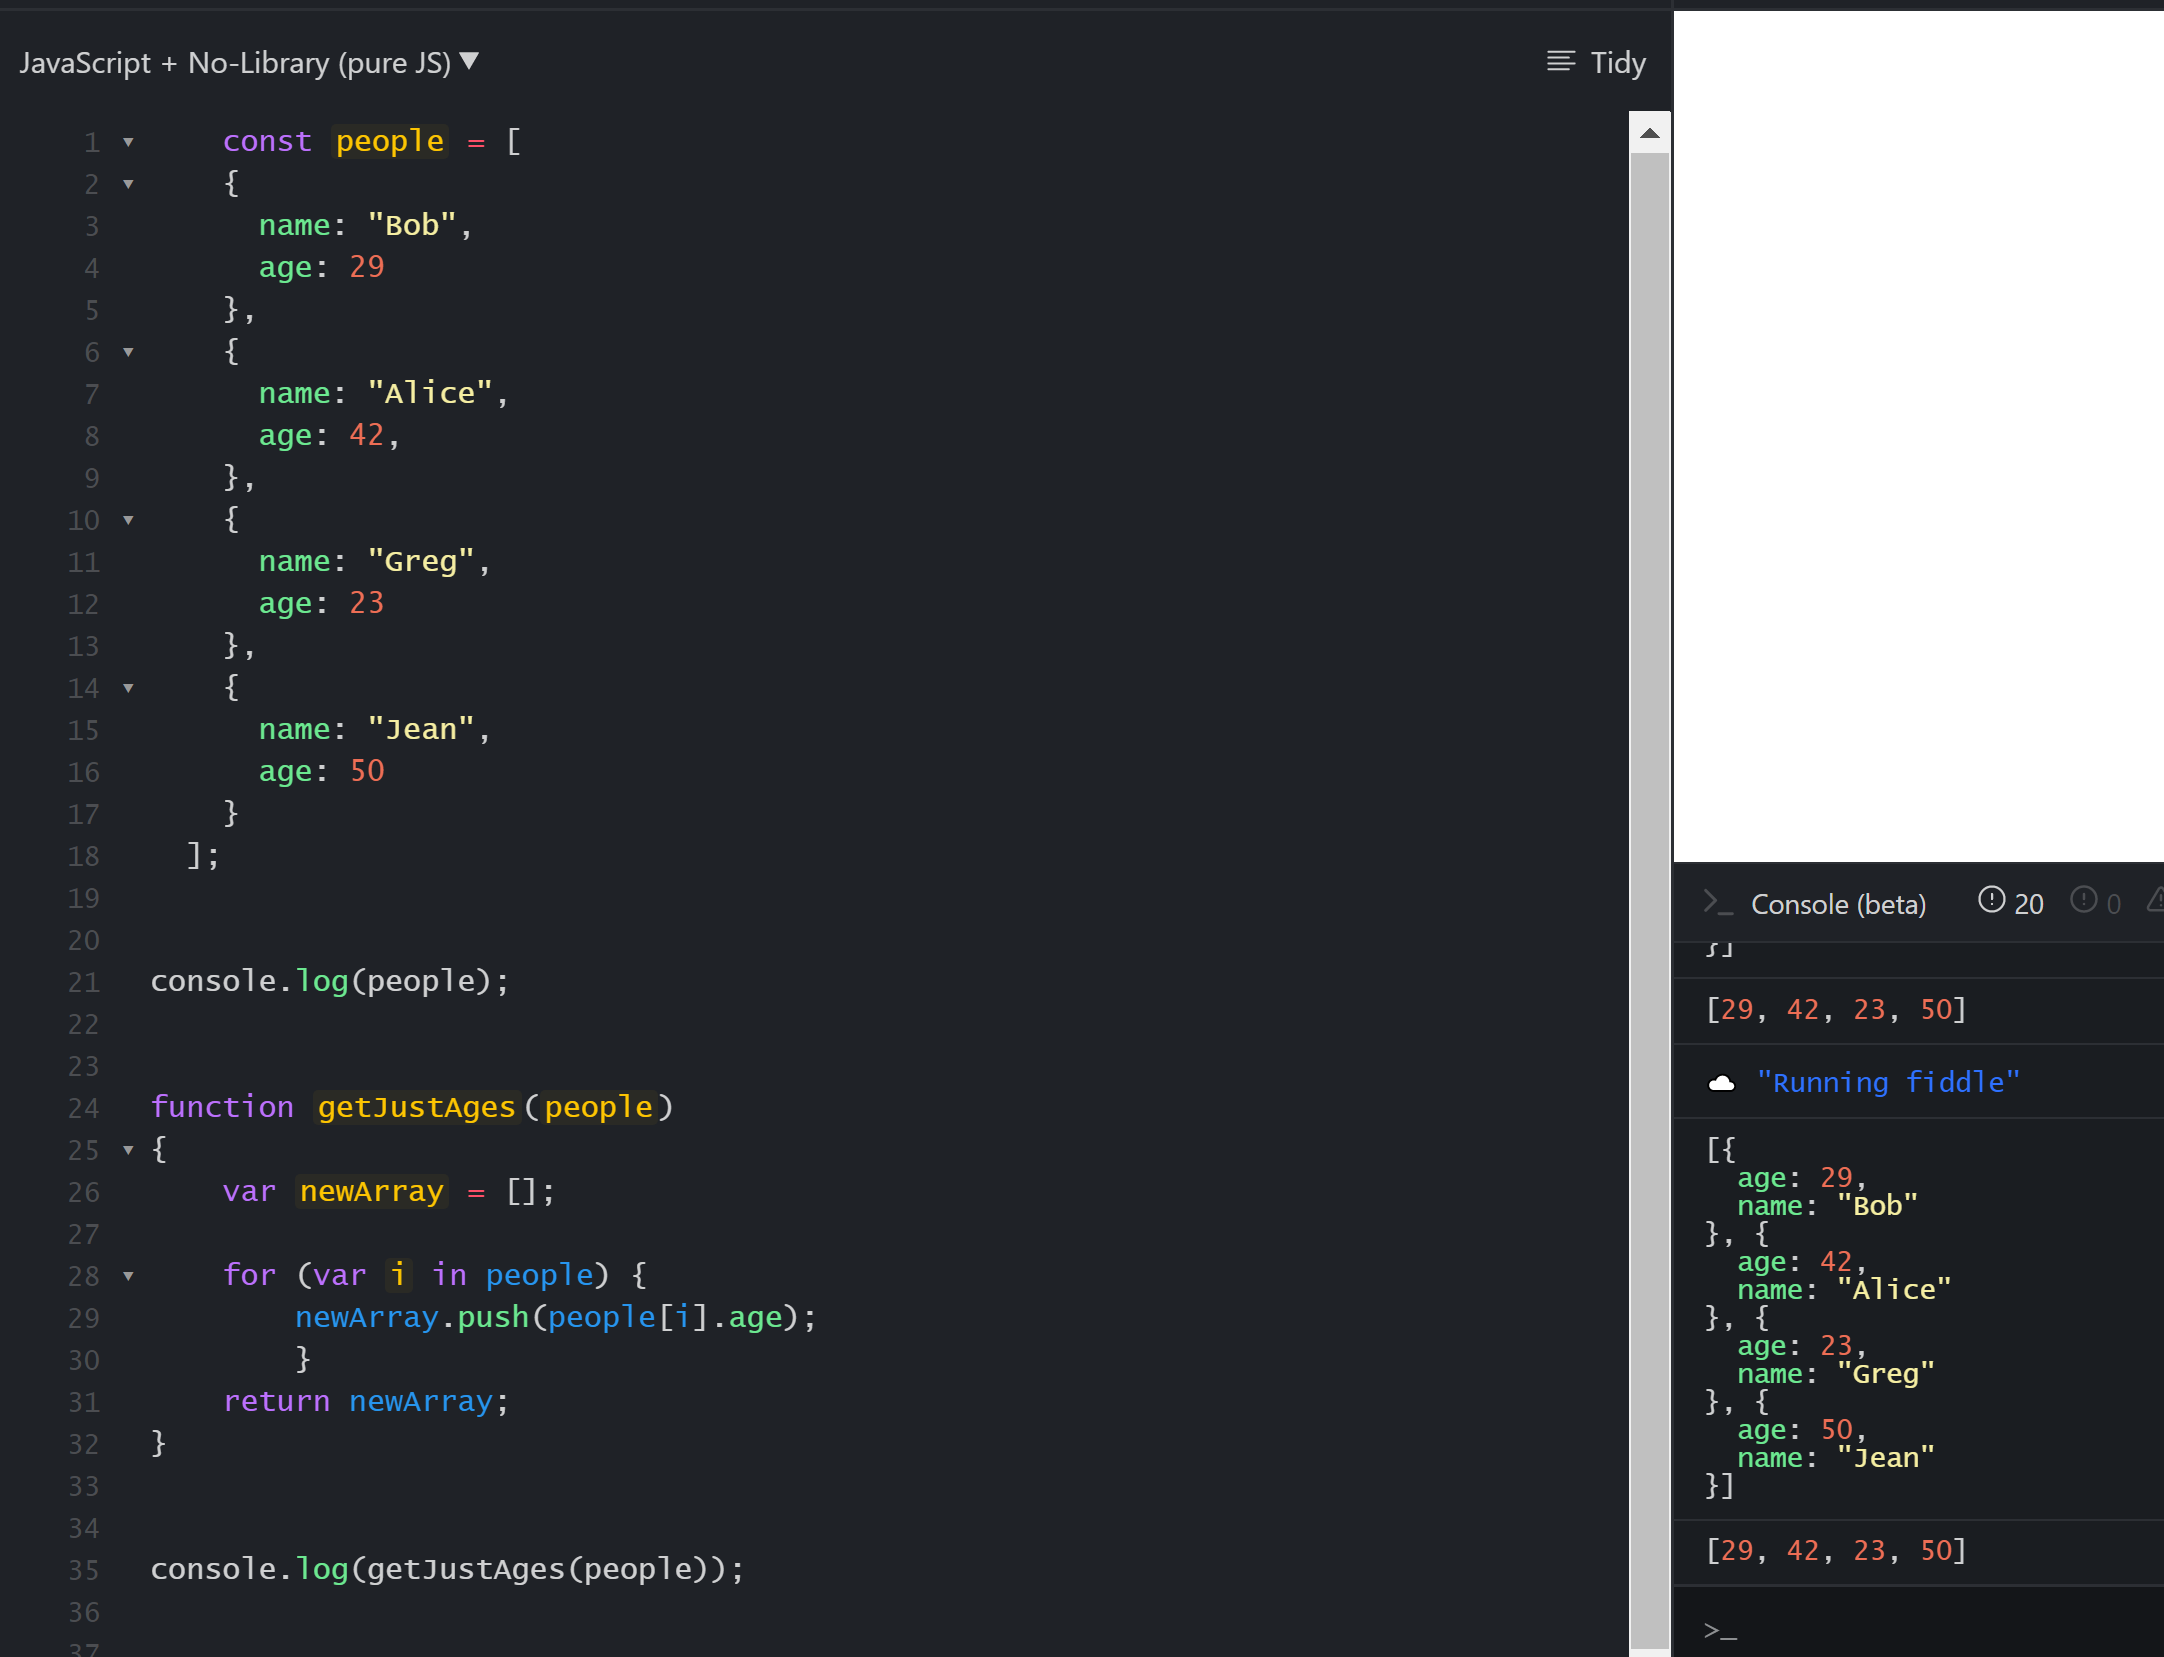 JavaScript + No-Library (pure JS) ▼
Tidy
1 const people = [
2 {
3 name: "Bob",
4 age: 29
5 },
6 {
7 name: "Alice",
8 age: 42,
9 },
10 {
11 name: "Greg",
12 age: 23
13 },
14 {
15 name: "Jean",
16 age: 50
17 }
18 ];
19
20
21 console.log(people);
22
23
24 function getJustAges(people)
25 {
26 var newArray = [];
27
28 for (var i in people) {
29 newArray.push(people[i].age);
30 }
31 return newArray;
32 }
33
34
35 console.log(getJustAges(people));
36
37
>_ Console (beta) 20 0
}]
[29, 42, 23, 50]
"Running fiddle"
[{
age: 29,
name: "Bob"
}, {
age: 42,
name: "Alice"
}, {
age: 23,
name: "Greg"
}, {
age: 50,
name: "Jean"
}]
[29, 42, 23, 50]
>_